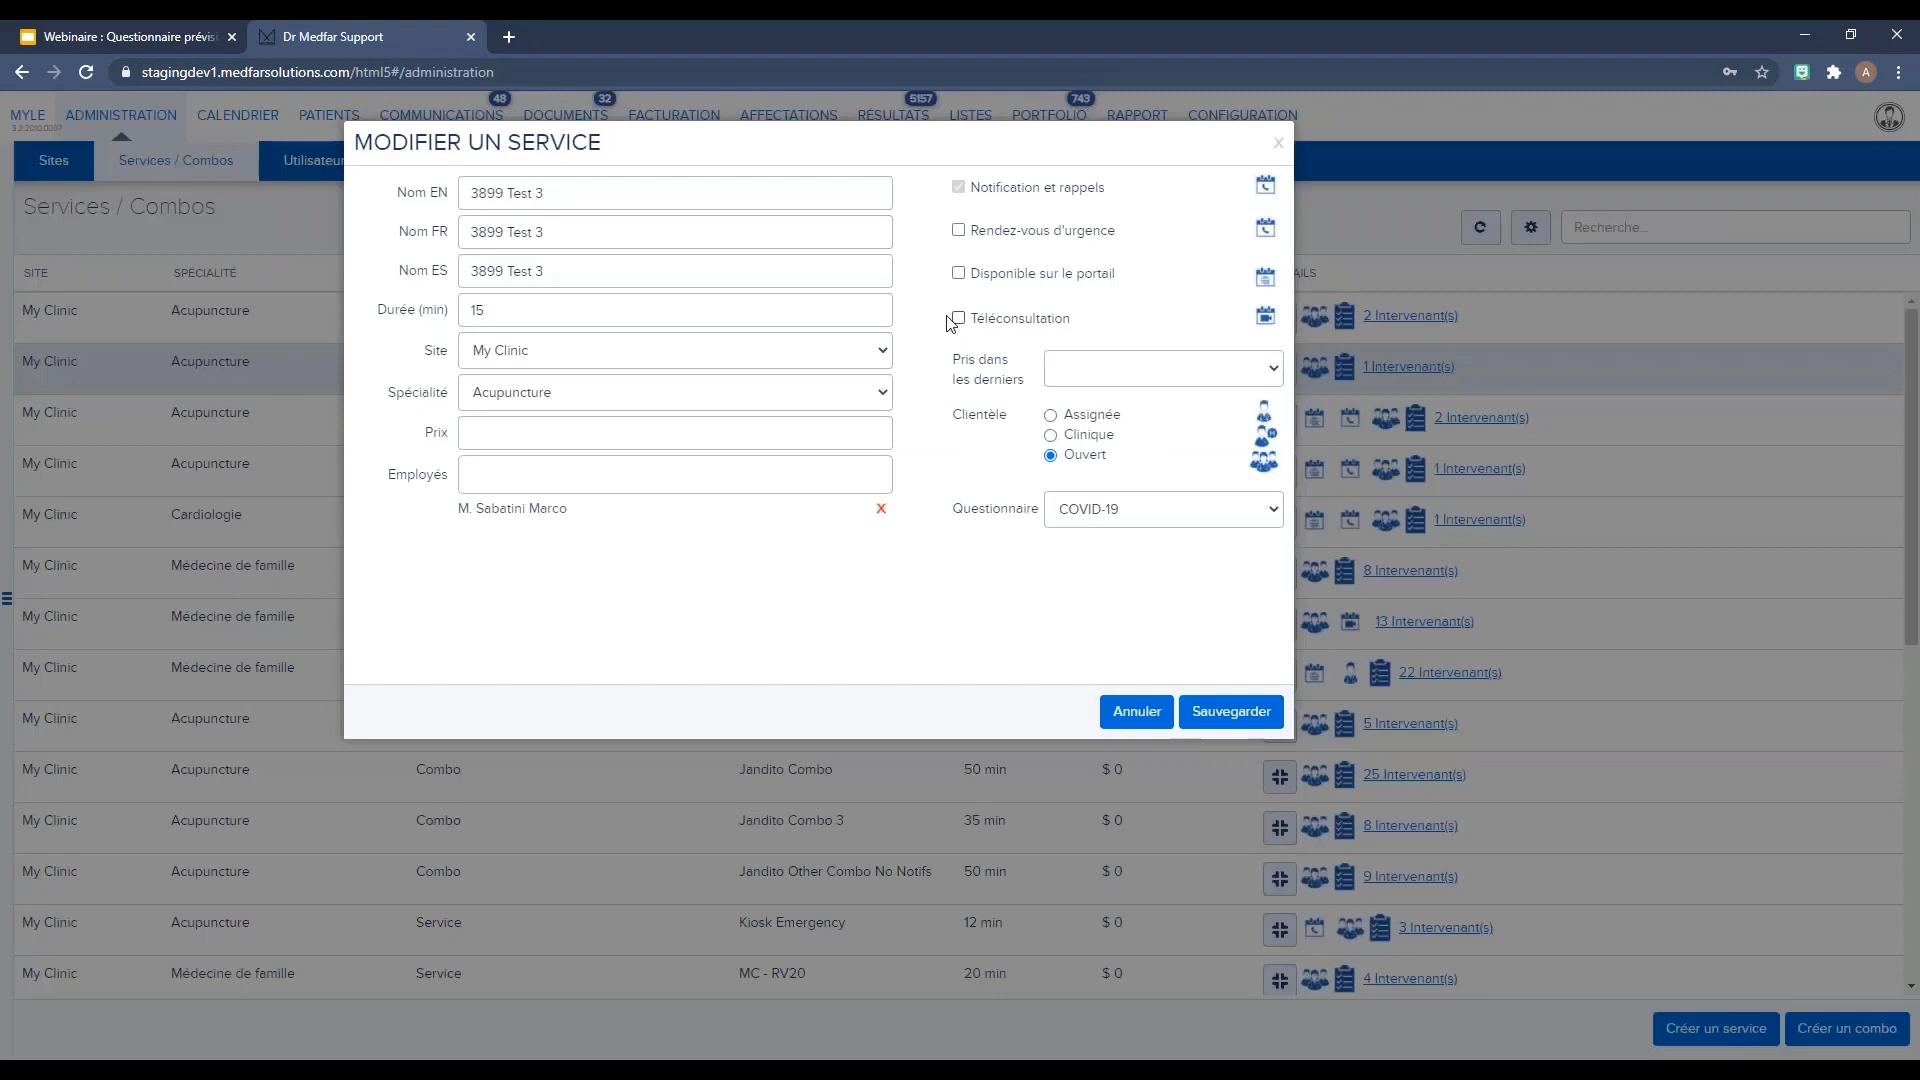 Webinaire : Questionnaire prévisi
Dr Medfar Support
stagingdev1.medfarsolutions.com/html5#/administration
A
48
32
5157
743
MYLE
ADMINISTRATION
CALENDRIER
PATIENTS
COMMUNICATIONS
DOCUMENTS
FACTURATION
AFFECTATIONS
RÉSULTATS
LISTES
PORTFOLIO
RAPPORT
CONFIGURATION
Sites
Services / Combos
Utilisateur
MODIFIER UN SERVICE
x
Nom EN 3899 Test 3
Nom FR 3899 Test 3
Nom ES 3899 Test 3
Durée (min) 15
Site My Clinic
Spécialité Acupuncture
Prix
Employés
M. Sabatini Marco X
Notification et rappels
Rendez-vous d'urgence
Disponible sur le portail
Téléconsultation
Pris dans
les derniers
Clientèle
Assignée
Clinique
Ouvert
Questionnaire COVID-19
Annuler
Sauvegarder
Services / Combos
Recherche...
SITE SPÉCIALITÉ AILS
My Clinic Acupuncture 2 Intervenant(s)
My Clinic Acupuncture 1 Intervenant(s)
My Clinic Acupuncture 2 Intervenant(s)
My Clinic Acupuncture 1 Intervenant(s)
My Clinic Cardiologie 1 Intervenant(s)
My Clinic Médecine de famille 8 Intervenant(s)
My Clinic Médecine de famille 13 Intervenant(s)
My Clinic Médecine de famille 22 Intervenant(s)
My Clinic Acupuncture 5 Intervenant(s)
My Clinic Acupuncture Combo Jandito Combo 50 min $ 0 25 Intervenant(s)
My Clinic Acupuncture Combo Jandito Combo 3 35 min $ 0 8 Intervenant(s)
My Clinic Acupuncture Combo Jandito Other Combo No Notifs 50 min $ 0 9 Intervenant(s)
My Clinic Acupuncture Service Kiosk Emergency 12 min $ 0 3 Intervenant(s)
My Clinic Médecine de famille Service MC - RV20 20 min $ 0 4 Intervenant(s)
Créer un service
Créer un combo